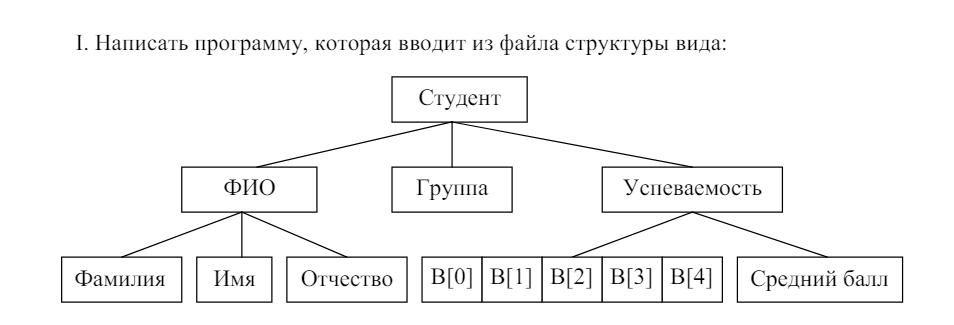 I. Написать программу, которая вводит из файла структуры вида:
Студент
ФИО Группа Успеваемость
Фамилия Имя Отчество B[0] B[1] B[2] B[3] B[4] Средний балл